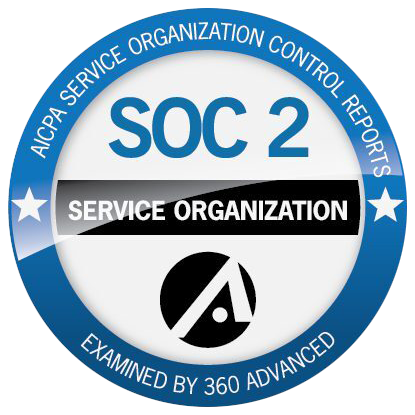 AICPA SERVICE ORGANIZATION CONTROL REPORTS
SOC 2
SERVICE ORGANIZATION
EXAMINED BY 360 ADVANCED